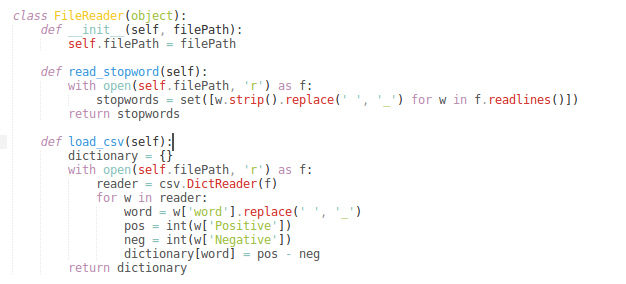 class FileReader(object):
    def __init__(self, filePath):
        self.filePath = filePath

    def read_stopword(self):
        with open(self.filePath, 'r') as f:
            stopwords = set([w.strip().replace(' ', '_') for w in f.readlines()])
        return stopwords

    def load_csv(self):
        dictionary = {}
        with open(self.filePath, 'r') as f:
            reader = csv.DictReader(f)
            for w in reader:
                word = w['word'].replace(' ', '_')
                pos = int(w['Positive'])
                neg = int(w['Negative'])
                dictionary[word] = pos - neg
        return dictionary